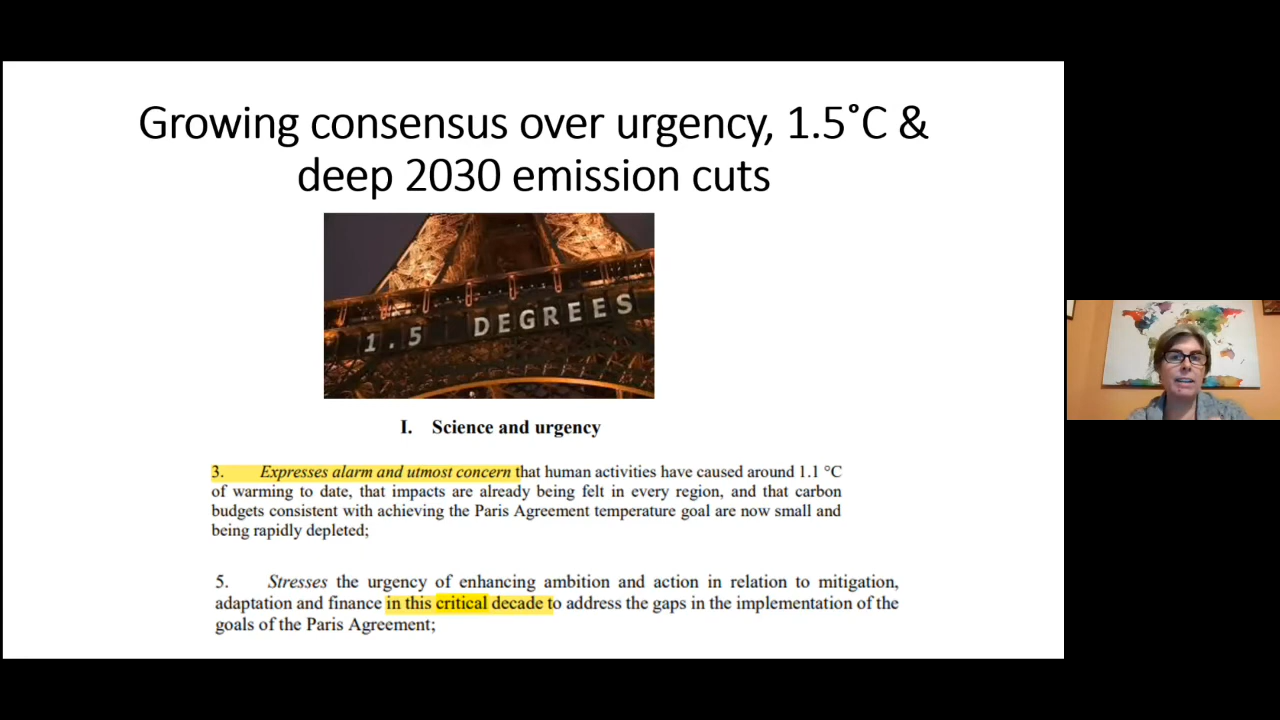 Growing consensus over urgency, 1.5˚C &
deep 2030 emission cuts
1.5 DEGREES
I. Science and urgency
3. Expresses alarm and utmost concern that human activities have caused around 1.1 °C
of warming to date, that impacts are already being felt in every region, and that carbon
budgets consistent with achieving the Paris Agreement temperature goal are now small and
being rapidly depleted;
5. Stresses the urgency of enhancing ambition and action in relation to mitigation,
adaptation and finance in this critical decade to address the gaps in the implementation of the
goals of the Paris Agreement;